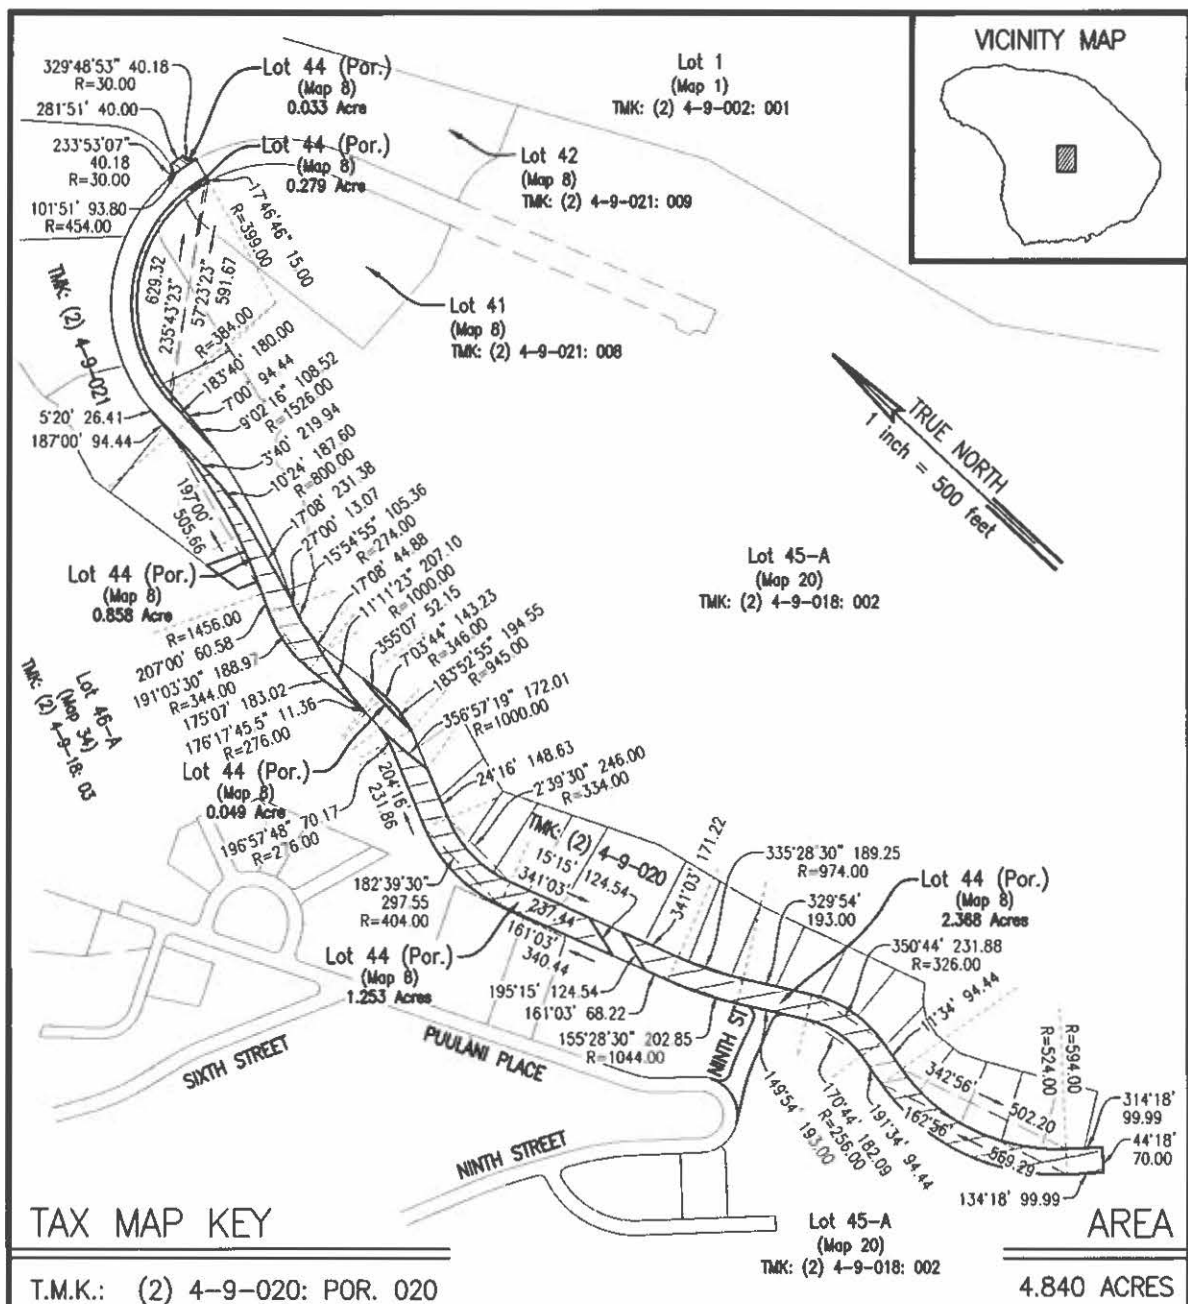 VICINITY MAP
329°48'53" 40.18
R=30.00
281°51' 40.00
233°53'07"
40.18
R=30.00
101°51' 93.80
R=454.00
Lot 44 (Por.)
(Map 8)
0.033 Acre
Lot 44 (Por.)
(Map 8)
0.279 Acre
Lot 1
(Map 1)
TMK: (2) 4-9-002: 001
Lot 42
(Map 8)
TMK: (2) 4-9-021: 009
Lot 41
(Map 8)
TMK: (2) 4-9-021: 008
17°46'46" 15.00
R=399.00
57°23'23"
591.67
629.32
235°43'23"
TMK: (2) 4-9-021
R=384.00
183°40' 180.00
7°00' 94.44
9°02'16" 108.52
R=1526.00
3°40' 219.94
10°24' 187.60
R=800.00
17°08' 231.38
27°00' 13.07
15°54'55" 105.36
R=274.00
17°08' 44.88
11°11'23" 207.10
R=1000.00
355°07' 52.15
7°03'44" 143.23
R=346.00
183°52'55" 194.55
R=945.00
356°57'19" 172.01
R=1000.00
24°16' 148.63
2°39'30" 246.00
R=334.00
5°20' 26.41
187°00' 94.44
197°00'
505.66
Lot 44 (Por.)
(Map 8)
0.858 Acre
R=1456.00
207°00' 60.58
191°03'30" 188.97
R=344.00
175°07' 183.02
176°17'45.5" 11.36
R=276.00
Lot 46-A
(Map 34)
TMK: (2) 4-9-18: 03
Lot 44 (Por.)
(Map 8)
0.049 Acre
196°57'48" 70.17
R=276.00
204°16'
231.86
TRUE NORTH
1 inch = 500 feet
Lot 45-A
(Map 20)
TMK: (2) 4-9-018: 002
TMK: (2) 4-9-020
15°15' 124.54
341°03'
237.44
161°03'
340.44
182°39'30"
297.55
R=404.00
Lot 44 (Por.)
(Map 8)
1.253 Acres
341°03' 171.22
335°28'30" 189.25
R=974.00
329°54'
193.00
Lot 44 (Por.)
(Map 8)
2.368 Acres
350°44' 231.88
R=326.00
11°34' 94.44
R=594.00
R=524.00
342°56'
502.20
162°56'
569.29
314°18'
99.99
44°18'
70.00
134°18' 99.99
195°15' 124.54
161°03' 68.22
155°28'30" 202.85
R=1044.00
149°54' 193.00
170°44' 182.09
R=256.00
191°34' 94.44
NINTH ST
SIXTH STREET
PUULANI PLACE
NINTH STREET
Lot 45-A
(Map 20)
TMK: (2) 4-9-018: 002
TAX MAP KEY
AREA
T.M.K.: (2) 4-9-020: POR. 020
4.840 ACRES